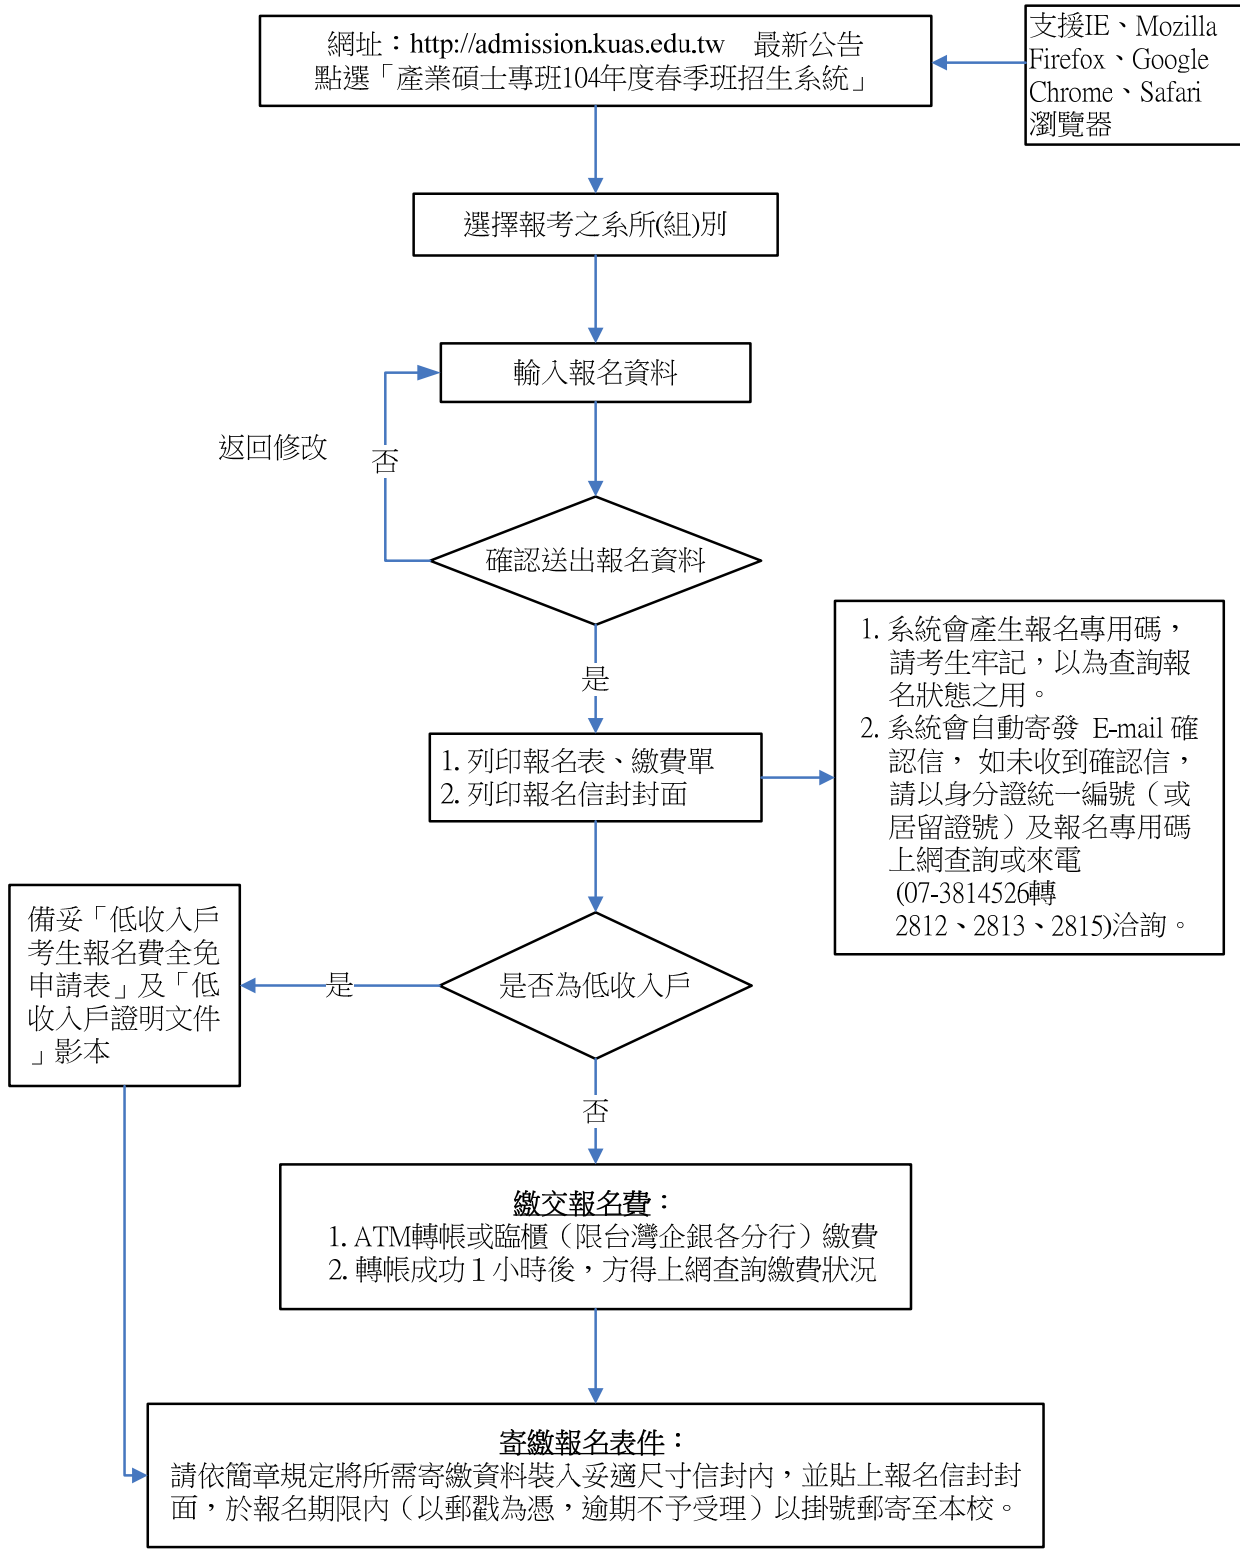 網址：http://admission.kuas.edu.tw 最新公告
點選「產業碩士專班104年度春季班招生系統」
支援IE、Mozilla
Firefox、Google
Chrome、Safari
瀏覽器
選擇報考之系所(組)別
輸入報名資料
返回修改
否
確認送出報名資料
是
1. 列印報名表、繳費單
2. 列印報名信封封面
1. 系統會產生報名專用碼，
請考生牢記，以為查詢報
名狀態之用。
2. 系統會自動寄發 E-mail 確
認信， 如未收到確認信，
請以身分證統一編號（或
居留證號）及報名專用碼
上網查詢或來電
(07-3814526轉
2812、2813、2815)洽詢。
是否為低收入戶
是
備妥「低收入戶
考生報名費全免
申請表」及「低
收入戶證明文件
」影本
否
繳交報名費：
1. ATM轉帳或臨櫃（限台灣企銀各分行）繳費
2. 轉帳成功１小時後，方得上網查詢繳費狀況
寄繳報名表件：
請依簡章規定將所需寄繳資料裝入妥適尺寸信封內，並貼上報名信封封
面，於報名期限內（以郵戳為憑，逾期不予受理）以掛號郵寄至本校。